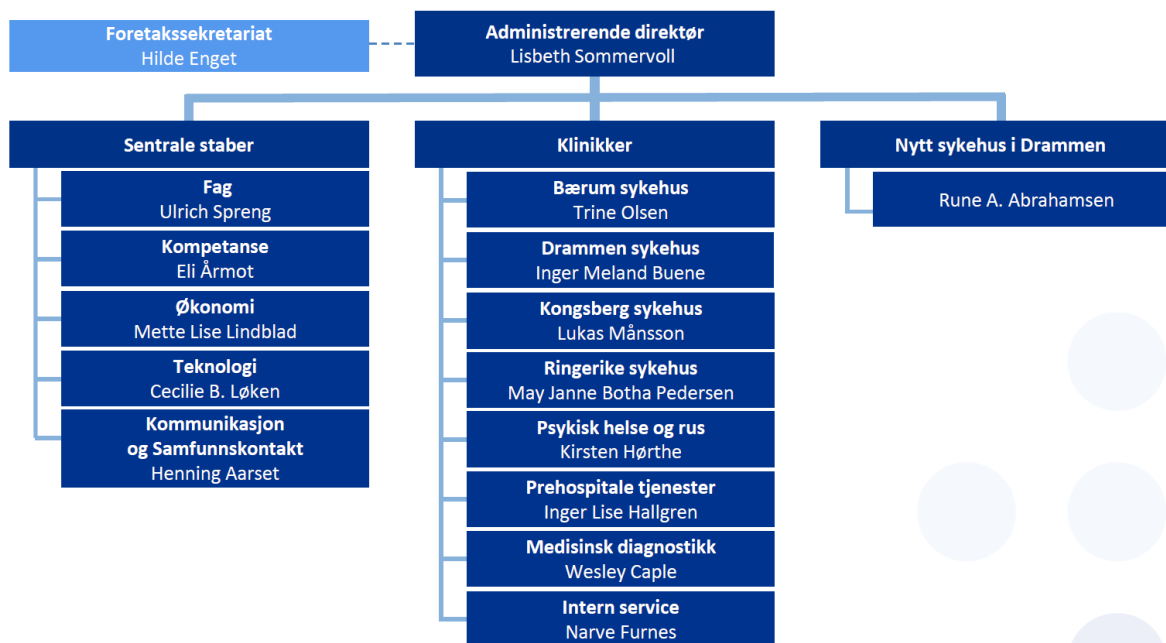 Foretakssekretariat
Hilde Enget
Administrerende direktør
Lisbeth Sommervoll
Sentrale staber
Fag
Ulrich Spreng
Kompetanse
Eli Årmot
Økonomi
Mette Lise Lindblad
Teknologi
Cecilie B. Løken
Kommunikasjon
og Samfunnskontakt
Henning Aarset
Klinikker
Bærum sykehus
Trine Olsen
Drammen sykehus
Inger Meland Buene
Kongsberg sykehus
Lukas Månsson
Ringerike sykehus
May Janne Botha Pedersen
Psykisk helse og rus
Kirsten Hørthe
Prehospitale tjenester
Inger Lise Hallgren
Medisinsk diagnostikk
Wesley Caple
Intern service
Narve Furnes
Nytt sykehus i Drammen
Rune A. Abrahamsen